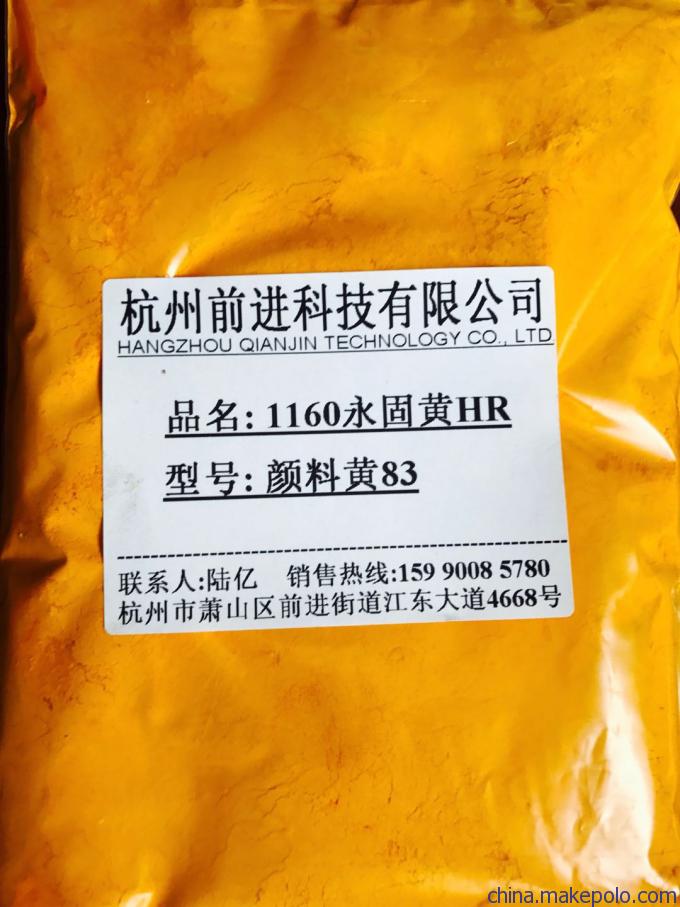 杭州前进科技有限公司
HANGZHOU QIANJIN TECHNOLOGY CO., LTD
品名: 1160永固黄HR
型号: 颜料黄83
联系人:陆亿 销售热线:159 9008 5780
杭州市萧山区前进街道江东大道4668号
china.makepolo.com